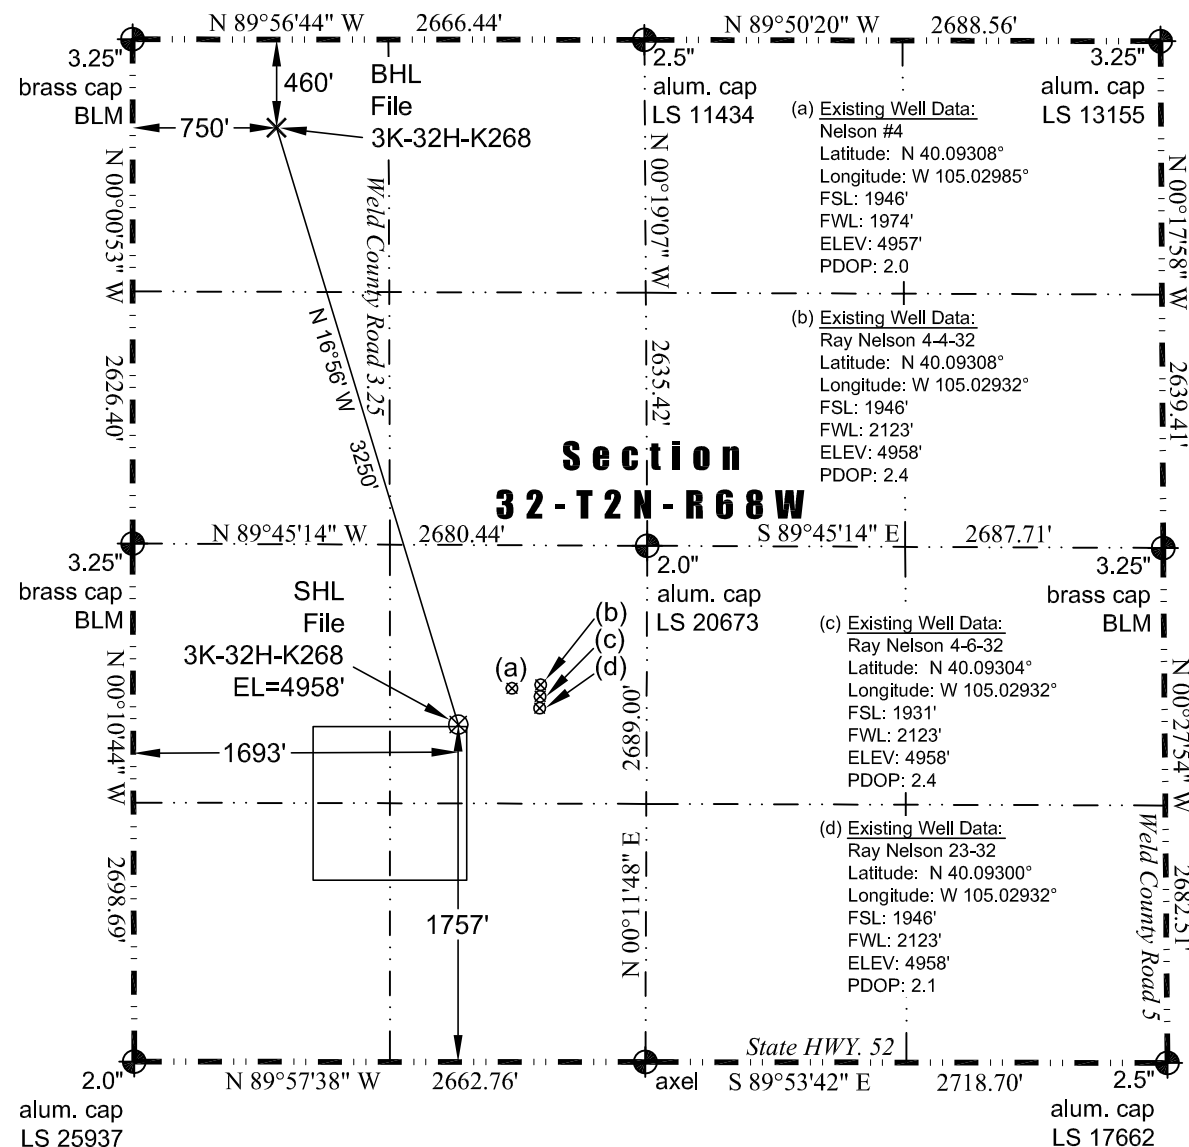 N 89°56'44" W 2666.44' N 89°50'20" W 2688.56'
3.25"
brass cap
BLM
460'
750'
BHL
File
3K-32H-K268
2.5"
alum. cap
LS 11434
3.25"
alum. cap
LS 13155
(a) Existing Well Data:
Nelson #4
Latitude: N 40.09308°
Longitude: W 105.02985°
FSL: 1946'
FWL: 1974'
ELEV: 4957'
PDOP: 2.0
N 00°00'53" W 2626.40'
Weld County Road 3.25
N 16°56' W 3250'
N 00°19'07" W 2635.42'
N 00°17'58" W 2639.41'
(b) Existing Well Data:
Ray Nelson 4-4-32
Latitude: N 40.09308°
Longitude: W 105.02932°
FSL: 1946'
FWL: 2123'
ELEV: 4958'
PDOP: 2.4
Section
32-T2N-R68W
N 89°45'14" W 2680.44' S 89°45'14" E 2687.71'
3.25"
brass cap
BLM
SHL
File
3K-32H-K268
EL=4958'
2.0"
alum. cap
LS 20673
3.25"
brass cap
BLM
(a)
(b)
(c)
(d)
(c) Existing Well Data:
Ray Nelson 4-6-32
Latitude: N 40.09304°
Longitude: W 105.02932°
FSL: 1931'
FWL: 2123'
ELEV: 4958'
PDOP: 2.4
N 00°10'44" W 2698.69'
1693'
1757'
N 00°11'48" E 2689.00'
N 00°27'54" W 2682.51'
Weld County Road 5
(d) Existing Well Data:
Ray Nelson 23-32
Latitude: N 40.09300°
Longitude: W 105.02932°
FSL: 1946'
FWL: 2123'
ELEV: 4958'
PDOP: 2.1
State HWY. 52
2.0"
alum. cap
LS 25937
N 89°57'38" W 2662.76' axel S 89°53'42" E 2718.70'
2.5"
alum. cap
LS 17662